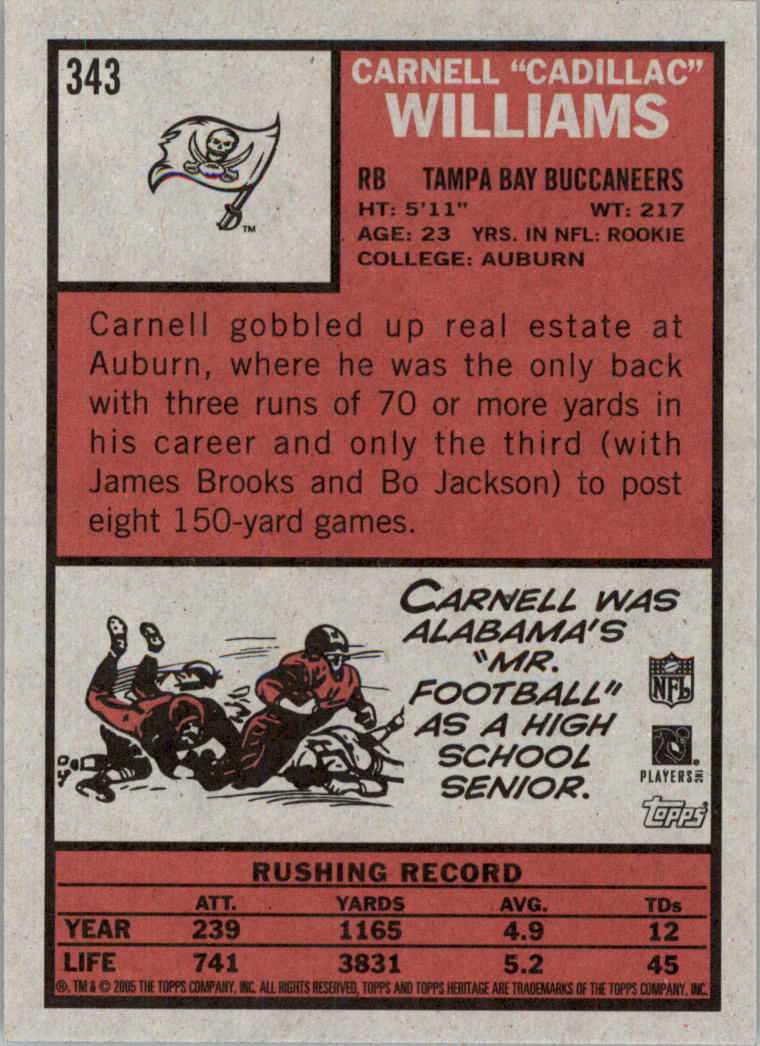 343
CARNELL "CADILLAC"
WILLIAMS
RB TAMPA BAY BUCCANEERS
HT: 5'11" WT: 217
AGE: 23 YRS. IN NFL: ROOKIE
COLLEGE: AUBURN
TM
Carnell gobbled up real estate at
Auburn, where he was the only back
with three runs of 70 or more yards in
his career and only the third (with
James Brooks and Bo Jackson) to post
eight 150-yard games.
CARNELL WAS
ALABAMA'S
"MR.
FOOTBALL"
AS A HIGH
SCHOOL
SENIOR.
NFL
PLAYERS INC
Topps®
RUSHING RECORD
ATT. YARDS AVG. TDs
YEAR 239 1165 4.9 12
LIFE 741 3831 5.2 45
®, TM & © 2005 THE TOPPS COMPANY, INC. ALL RIGHTS RESERVED, TOPPS AND TOPPS HERITAGE ARE TRADEMARKS OF THE TOPPS COMPANY, INC.